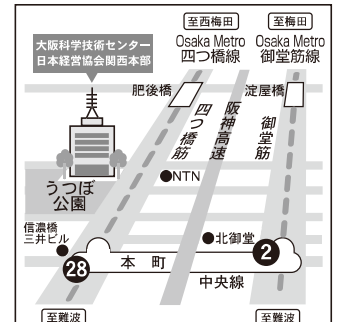 至西梅田
至梅田
大阪科学技術センター
日本経営協会関西本部
Osaka Metro
四つ橋線
Osaka Metro
御堂筋線
肥後橋
淀屋橋
四つ橋筋
阪神高速
御堂筋
うつぼ
公園
NTN
信濃橋
三井ビル
北御堂
28
本町
2
中央線
至難波
至難波